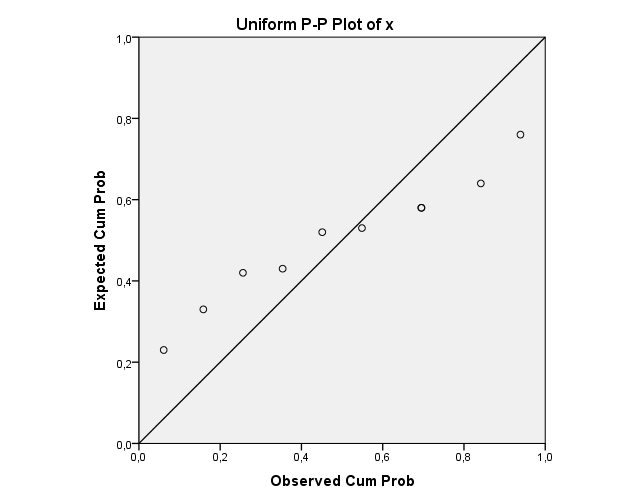 Uniform P-P Plot of x
1,0
0,8
0,6
0,4
0,2
0,0
Expected Cum Prob
0,0 0,2 0,4 0,6 0,8 1,0
Observed Cum Prob